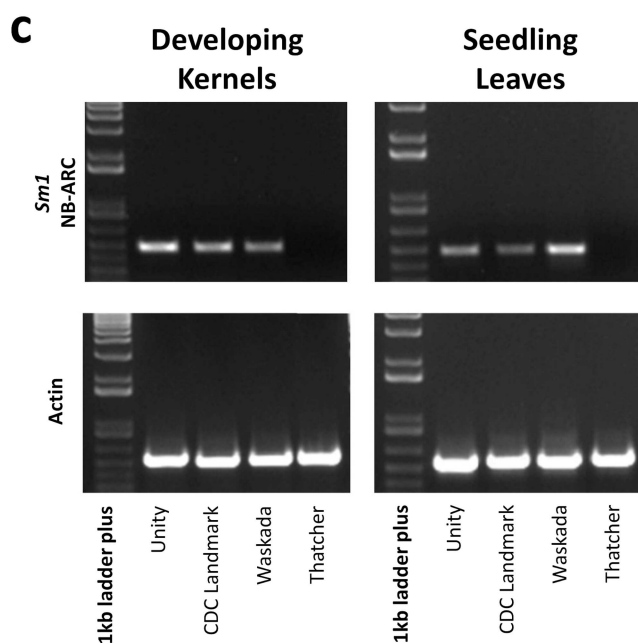 c
Developing
Kernels
Seedling
Leaves
Sm1
NB-ARC
Actin
1kb ladder plus
Unity
CDC Landmark
Waskada
Thatcher
1kb ladder plus
Unity
CDC Landmark
Waskada
Thatcher